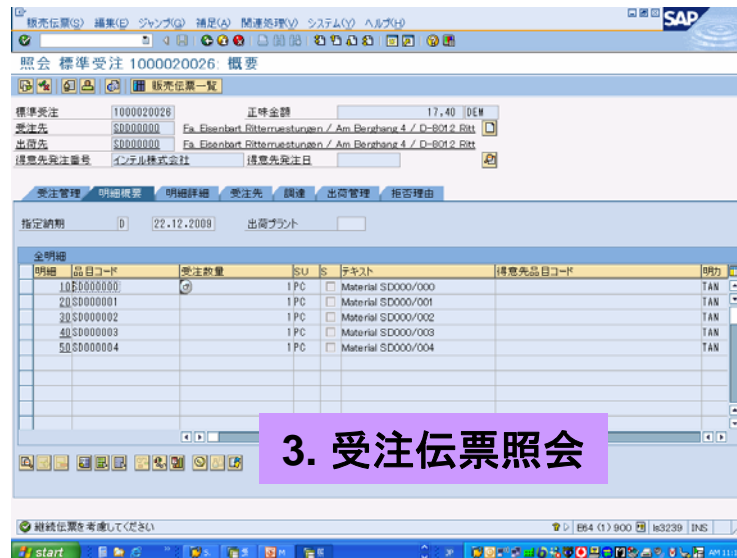 販売伝票(S) 編集(E) ジャンプ(G) 補足(A) 関連処理(V) システム(Y) ヘルプ(H)
SAP
照会 標準受注 1000020026: 概要
販売伝票一覧
標準受注 1000020026 正味金額 17,40 DEM
受注先 SD000000 Fa. Eisenbart Ritterruestungen / Am Berghang 4 / D-8012 Ritt
出荷先 SD000000 Fa. Eisenbart Ritterruestungen / Am Berghang 4 / D-8012 Ritt
得意先発注番号 インテル株式会社 得意先発注日
受注管理 明細概要 明細詳細 受注先 調達 出荷管理 拒否理由
指定納期 D 22.12.2009 出荷プラント
全明細
明細 品目コード 受注数量 SU S テキスト 得意先品目コード 明カ
10 SD000000 1 PC Material SD000/000 TAN
20 SD000001 1 PC Material SD000/001 TAN
30 SD000002 1 PC Material SD000/002 TAN
40 SD000003 1 PC Material SD000/003 TAN
50 SD000004 1 PC Material SD000/004 TAN
3. 受注伝票照会
継続伝票を考慮してください
E64 (1) 900 ls3239 INS
start